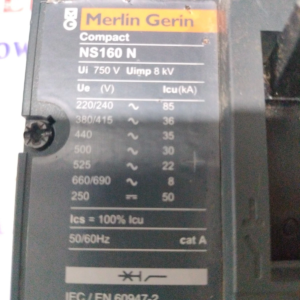 Merlin Gerin
Compact
NS160 N
Ui 750 V Uimp 8 kV
Ue (V) Icu(kA)
220/240 ~ 85
380/415 ~ 36
440 ~ 35
500 ~ 30
525 ~ 22
660/690 ~ 8
250 ⎓ 50
Ics = 100% Icu
50/60Hz cat A
IEC / EN 60947-2